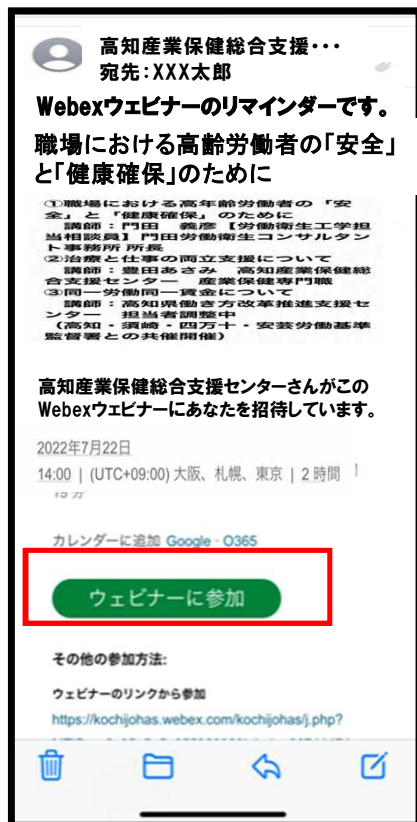 高知産業保健総合支援・・・
宛先：XXX太郎
Webexウェビナーのリマインダーです。
職場における高齢労働者の「安全」
と「健康確保」のために
①職場における高年齢労働者の「安
全」と「健康確保」のために
講師：門田 義彦【労働衛生工学担
当相談員】門田労働衛生コンサルタン
ト事務所所長
②治療と仕事の両立支援について
講師：豊田あさみ 高知産業保健総
合支援センター 産業保健専門職
③同一労働同一賃金について
講師：高知県働き方改革推進支援セ
ンター 担当者調整中
(高知・須崎・四万十・安芸労働基準
監督署との共催開催)
高知産業保健総合支援センターさんがこの
Webexウェビナーにあなたを招待しています。
2022年7月22日
14:00 | (UTC+09:00) 大阪、札幌、東京 | 2 時間
カレンダーに追加 Google · O365
ウェビナーに参加
その他の参加方法:
ウェビナーのリンクから参加
https://kochijohas.webex.com/kochijohas/j.php?